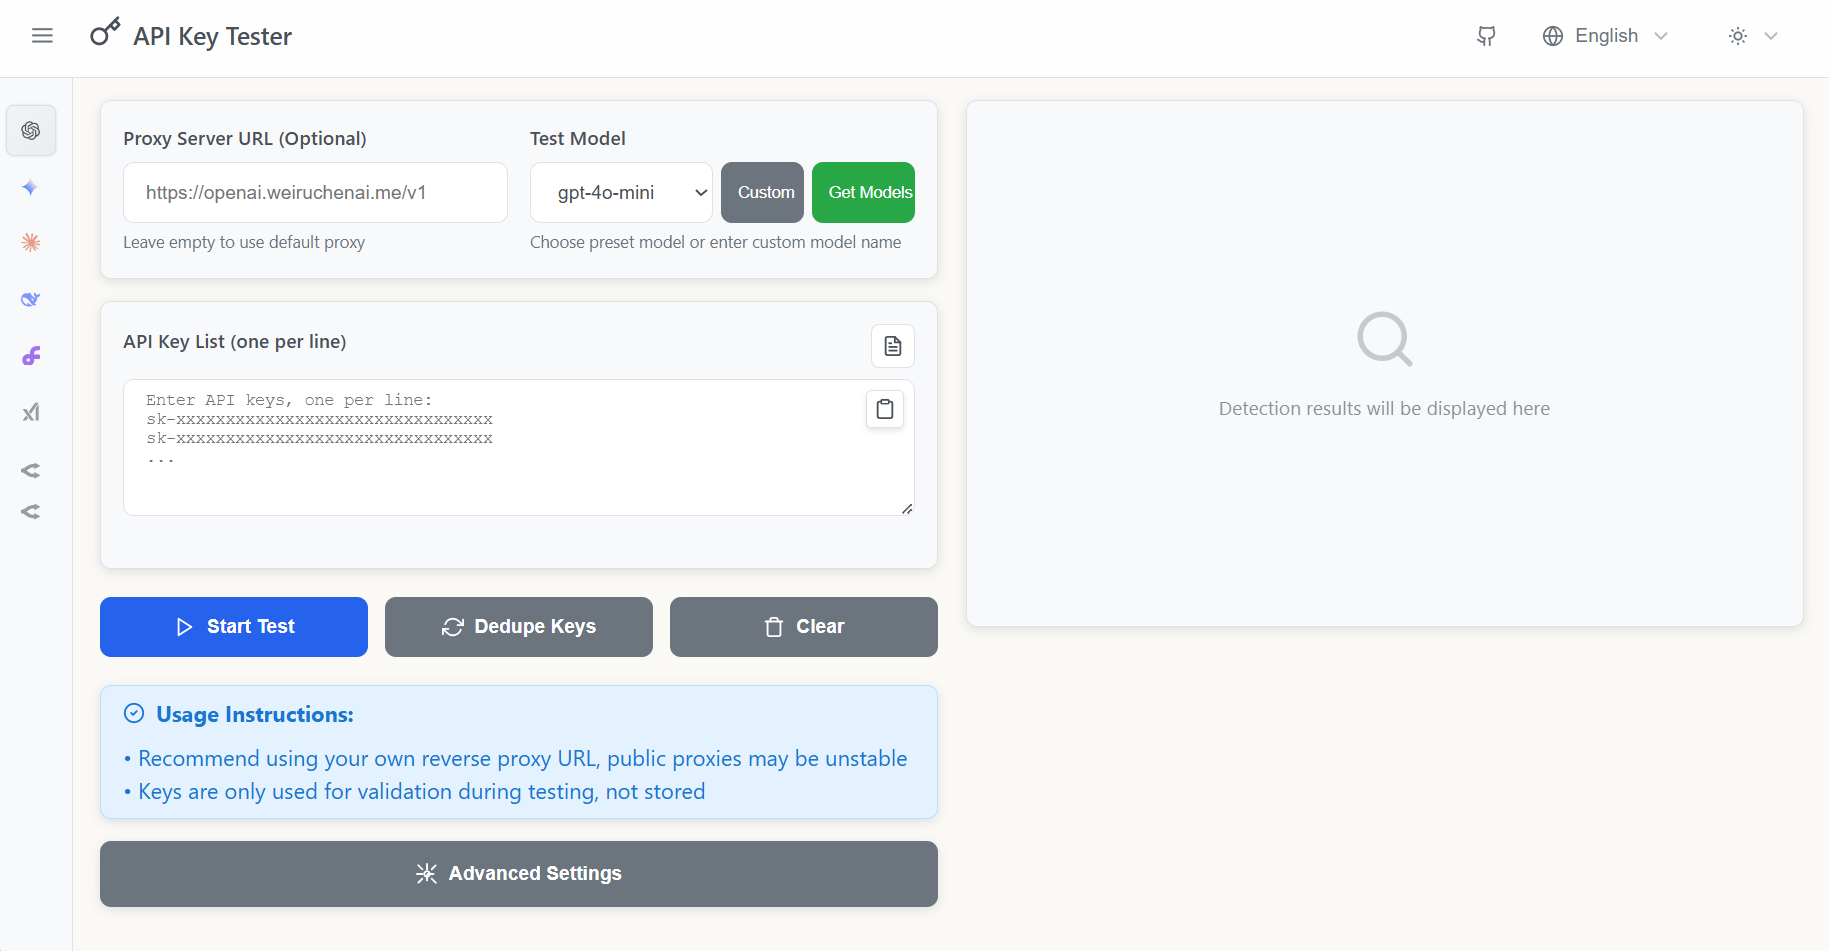 API Key Tester
English
Proxy Server URL (Optional)
https://openai.weiruchenai.me/v1
Leave empty to use default proxy
Test Model
gpt-4o-mini
Custom
Get Models
Choose preset model or enter custom model name
API Key List (one per line)
Enter API keys, one per line:
sk-xxxxxxxxxxxxxxxxxxxxxxxxxxxxxxxx
sk-xxxxxxxxxxxxxxxxxxxxxxxxxxxxxxxx
...
Start Test
Dedupe Keys
Clear
Usage Instructions:
• Recommend using your own reverse proxy URL, public proxies may be unstable
• Keys are only used for validation during testing, not stored
Advanced Settings
Detection results will be displayed here